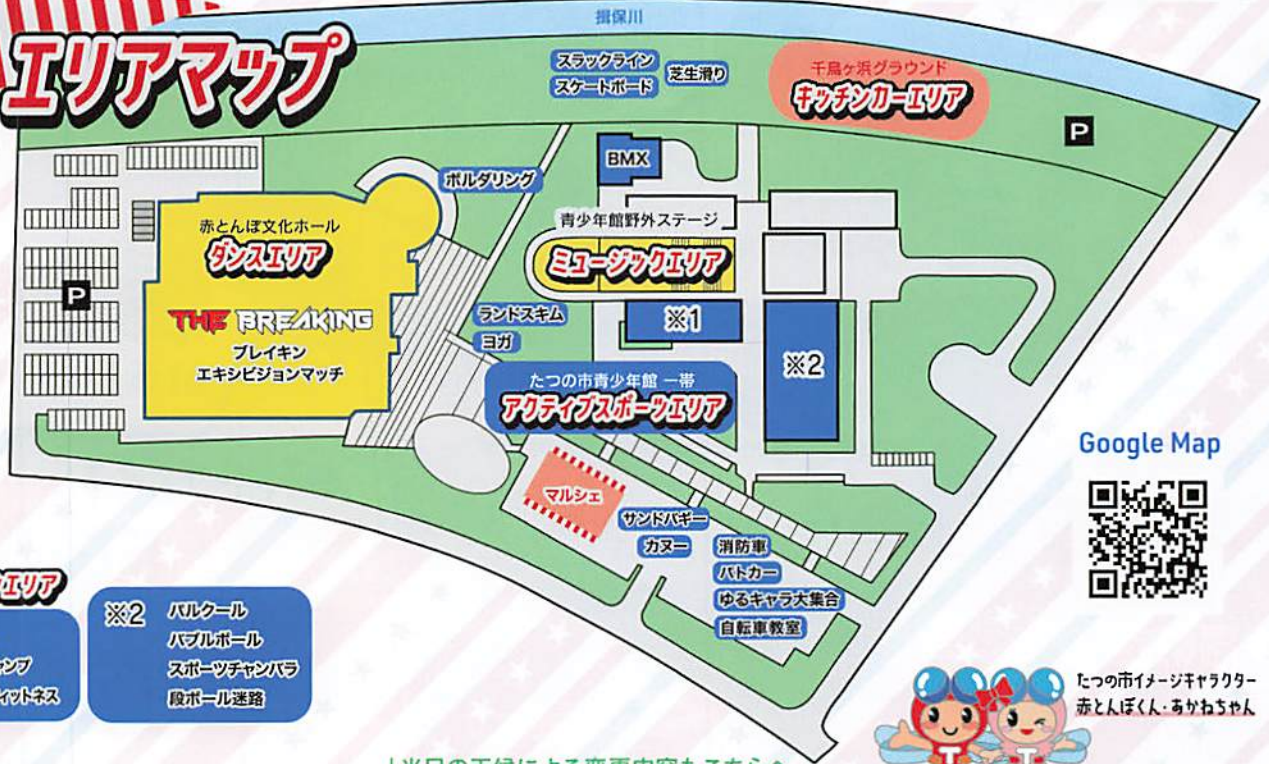 エリアマップ
揖保川
スラックライン
スケートボード
芝生滑り
千鳥ヶ浜グラウンド
キッチンカーエリア
P
BMX
ボルダリング
青少年館野外ステージ
ミュージックエリア
赤とんぼ文化ホール
ダンスエリア
THE BREAKING
ブレイキン
エキシビジョンマッチ
P
ランドスキム
ヨガ
※1
※2
たつの市青少年館 一帯
アクティブスポーツエリア
マルシェ
サンドバギー
カヌー
消防車
パトカー
ゆるキャラ大集合
自転車教室
Google Map
エリア
ャンプ
ィットネス
※2 パルクール
バブルボール
スポーツチャンバラ
段ボール迷路
たつの市イメージキャラクター
赤とんぼくん・あかねちゃん
T T